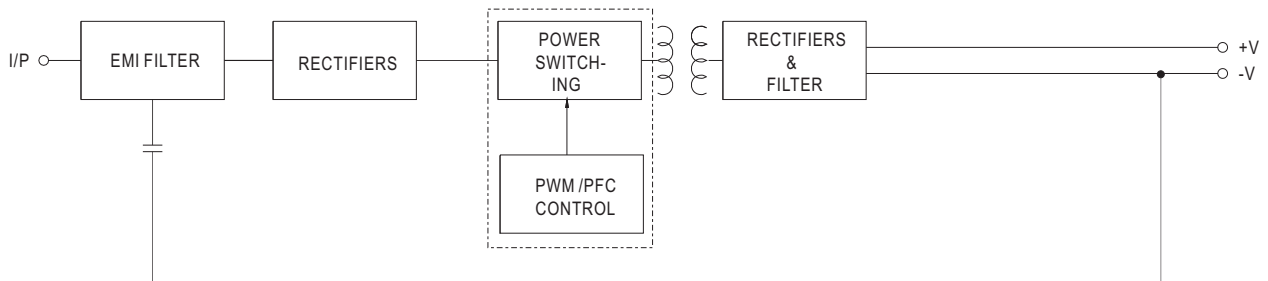 I/P
EMI FILTER
RECTIFIERS
POWER
SWITCH-
ING
RECTIFIERS
&
FILTER
+V
-V
PWM /PFC
CONTROL